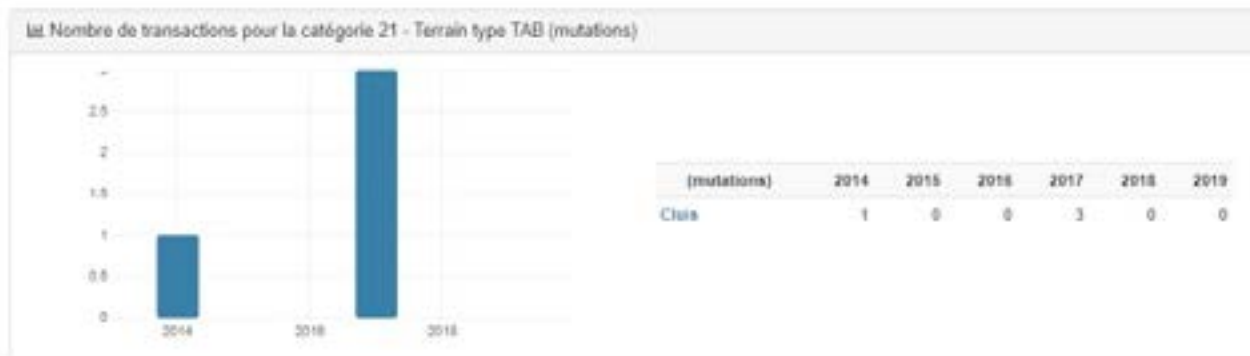 Nombre de transactions pour la catégorie 21 - Terrain type TAB (mutations)
2.5
2
1.5
1
0.5
0
2014 2016 2018
(mutations) 2014 2015 2016 2017 2018 2019
Cluis 1 0 0 3 0 0